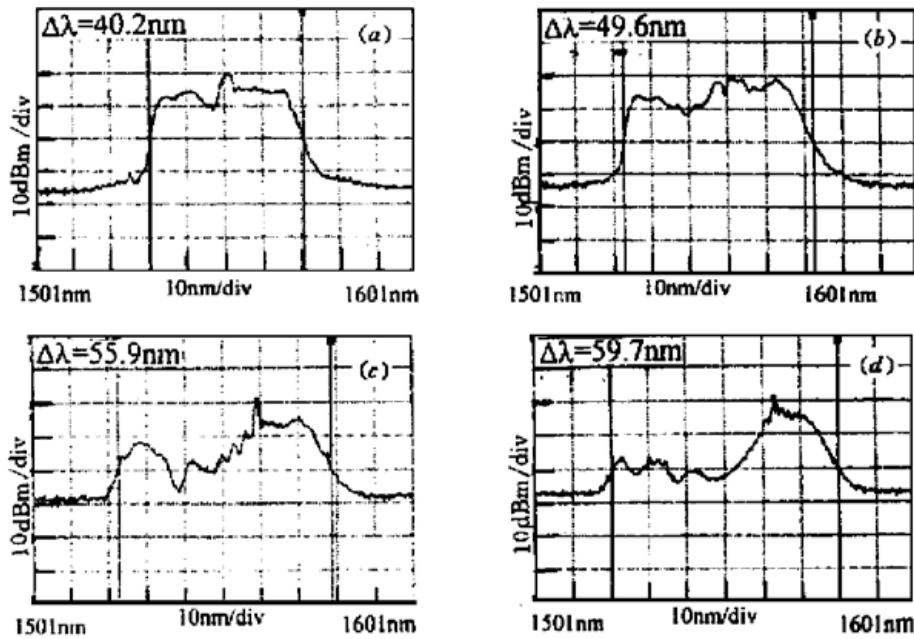 Δλ=40.2nm
(a)
10dBm/div
1501nm
10nm/div
1601nm
Δλ=49.6nm
(b)
10dBm/div
1501nm
10nm/div
1601nm
Δλ=55.9nm
(c)
10dBm/div
1501nm
10nm/div
1601nm
Δλ=59.7nm
(d)
10dBm/div
1501nm
10nm/div
1601nm